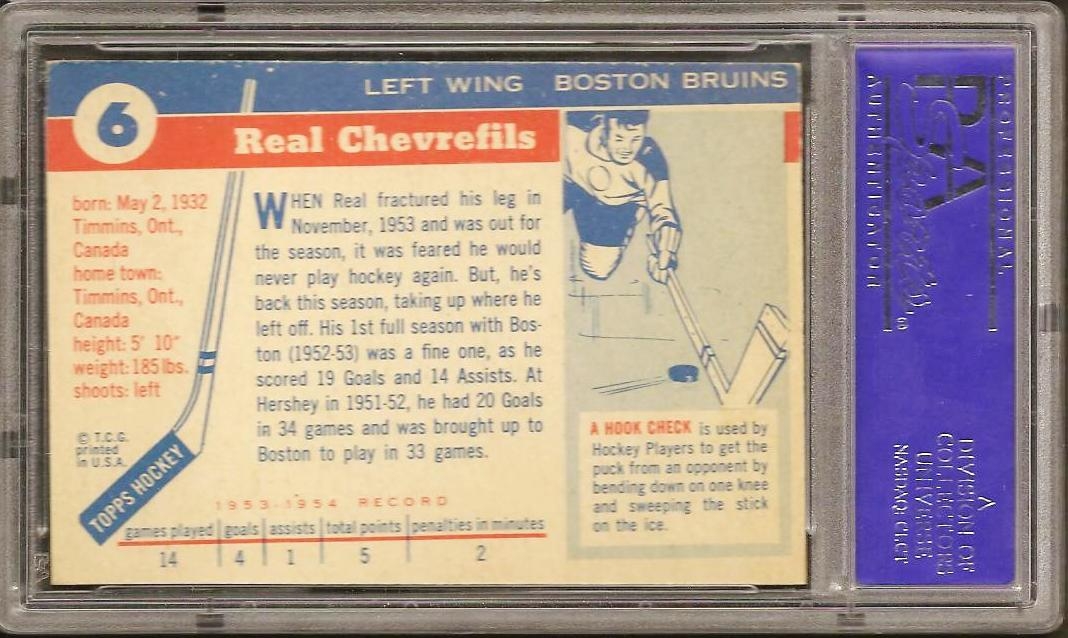 6
LEFT WING BOSTON BRUINS
Real Chevrefils
born: May 2, 1932
Timmins, Ont.,
Canada
home town:
Timmins, Ont.,
Canada
height: 5' 10"
weight: 185 lbs.
shoots: left
© T.C.G.
printed
in U.S.A.
TOPPS HOCKEY
WHEN Real fractured his leg in
November, 1953 and was out for
the season, it was feared he would
never play hockey again. But, he's
back this season, taking up where he
left off. His 1st full season with Bos-
ton (1952-53) was a fine one, as he
scored 19 Goals and 14 Assists. At
Hershey in 1951-52, he had 20 Goals
in 34 games and was brought up to
Boston to play in 33 games.
1953-1954 RECORD
games played goals assists total points penalties in minutes
14 4 1 5 2
A HOOK CHECK is used by
Hockey Players to get the
puck from an opponent by
bending down on one knee
and sweeping the stick
on the ice.
PROFESSIONAL
PSA
AUTHENTICATOR
A
DIVISION OF
COLLECTORS
UNIVERSE
NASDAQ: CLCT